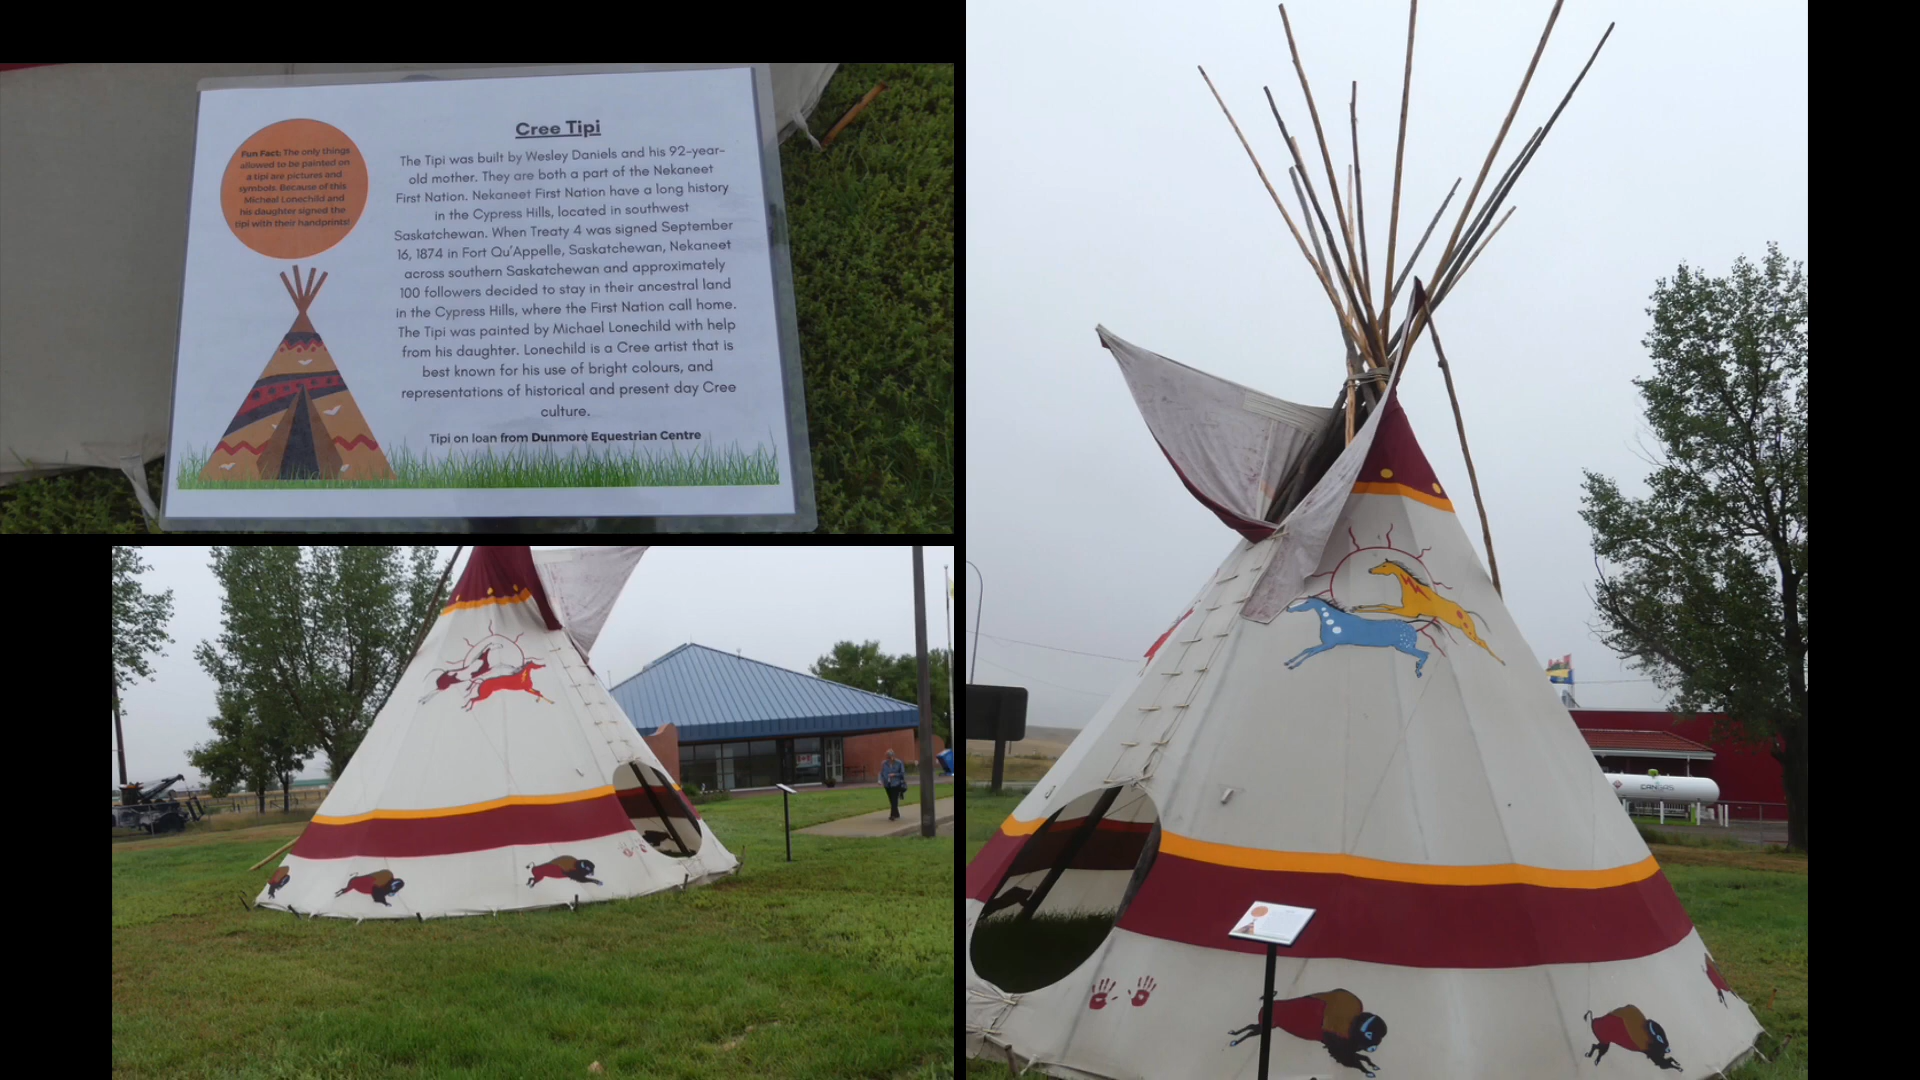 Cree Tipi
Fun Fact: The only things
allowed to be painted on
a tipi are pictures and
symbols. Because of this
Micheal Lonechild and
his daughter signed the
tipi with their handprints!
The Tipi was built by Wesley Daniels and his 92-year-
old mother. They are both a part of the Nekaneet
First Nation. Nekaneet First Nation have a long history
in the Cypress Hills, located in southwest
Saskatchewan. When Treaty 4 was signed September
16, 1874 in Fort Qu'Appelle, Saskatchewan, Nekaneet
across southern Saskatchewan and approximately
100 followers decided to stay in their ancestral land
in the Cypress Hills, where the First Nation call home.
The Tipi was painted by Michael Lonechild with help
from his daughter. Lonechild is a Cree artist that is
best known for his use of bright colours, and
representations of historical and present day Cree
culture.
Tipi on loan from Dunmore Equestrian Centre
CANGAS